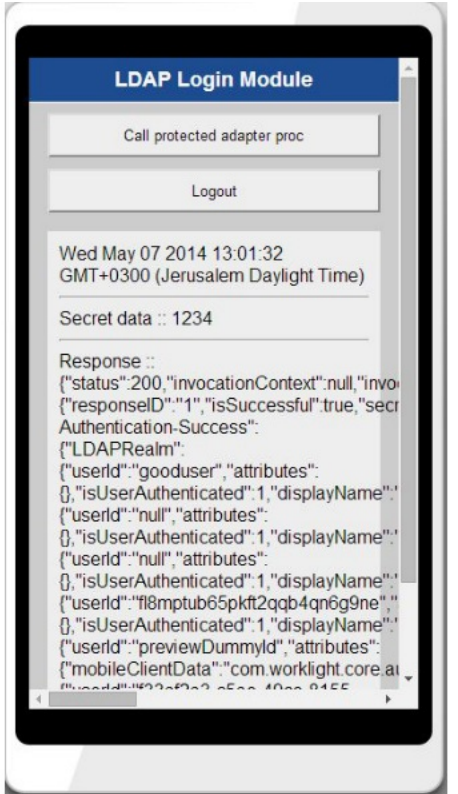 LDAP Login Module
Call protected adapter proc
Logout
Wed May 07 2014 13:01:32
GMT+0300 (Jerusalem Daylight Time)
Secret data :: 1234
Response ::
{"status":200,"invocationContext":null,"invo
{"responseID":"1","isSuccessful":true,"secr
Authentication-Success":
{"LDAPRealm":
{"userId":"gooduser","attributes":
{},"isUserAuthenticated":1,"displayName":"
{"userId":"null","attributes":
{},"isUserAuthenticated":1,"displayName":"
{"userId":"null","attributes":
{},"isUserAuthenticated":1,"displayName":"
{"userId":"fl8mptub65pkft2qqb4qn6g9ne","
{},"isUserAuthenticated":1,"displayName":"
{"userId":"previewDummyId","attributes":
{"mobileClientData":"com.worklight.core.au